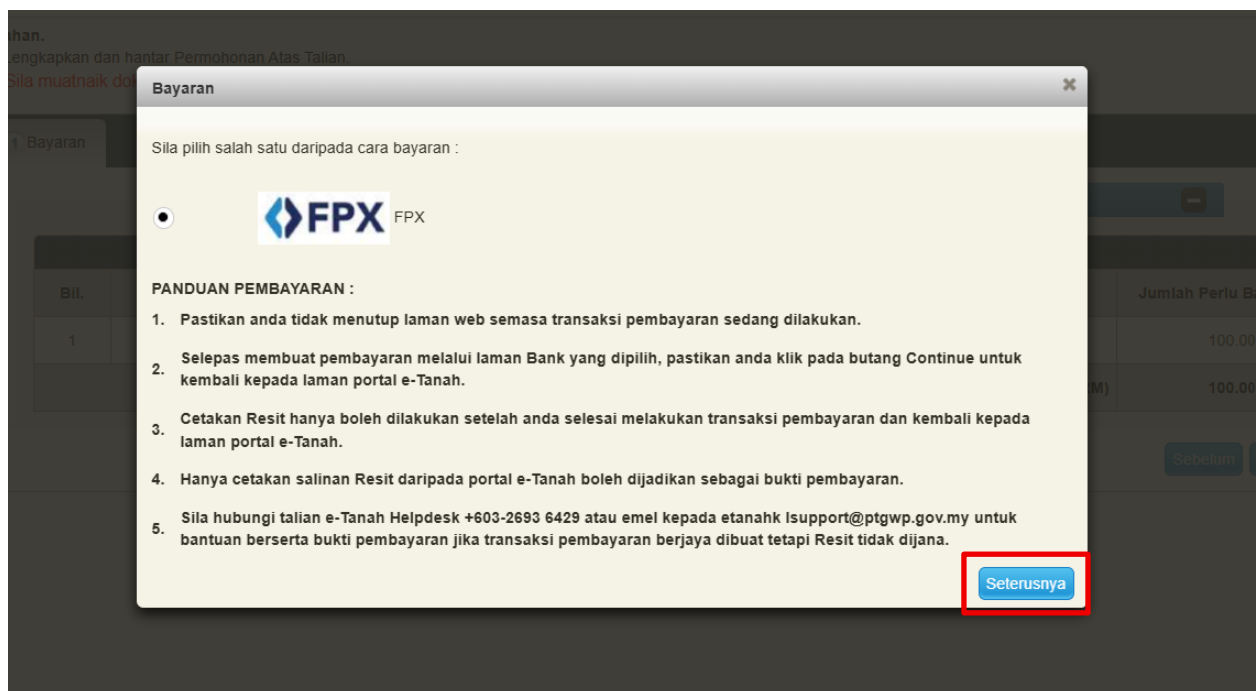 Lengkapkan dan hantar Permohonan Atas Talian.
Sila muatnaik
Bayaran
Bayaran
Sila pilih salah satu daripada cara bayaran :
FPX FPX
PANDUAN PEMBAYARAN :
1. Pastikan anda tidak menutup laman web semasa transaksi pembayaran sedang dilakukan.
2. Selepas membuat pembayaran melalui laman Bank yang dipilih, pastikan anda klik pada butang Continue untuk
kembali kepada laman portal e-Tanah.
3. Cetakan Resit hanya boleh dilakukan setelah anda selesai melakukan transaksi pembayaran dan kembali kepada
laman portal e-Tanah.
4. Hanya cetakan salinan Resit daripada portal e-Tanah boleh dijadikan sebagai bukti pembayaran.
5. Sila hubungi talian e-Tanah Helpdesk +603-2693 6429 atau emel kepada etanahk lsupport@ptgwp.gov.my untuk
bantuan berserta bukti pembayaran jika transaksi pembayaran berjaya dibuat tetapi Resit tidak dijana.
Seterusnya
Bil.
Jumlah Perlu
1
100.00
100.00
Sebelum